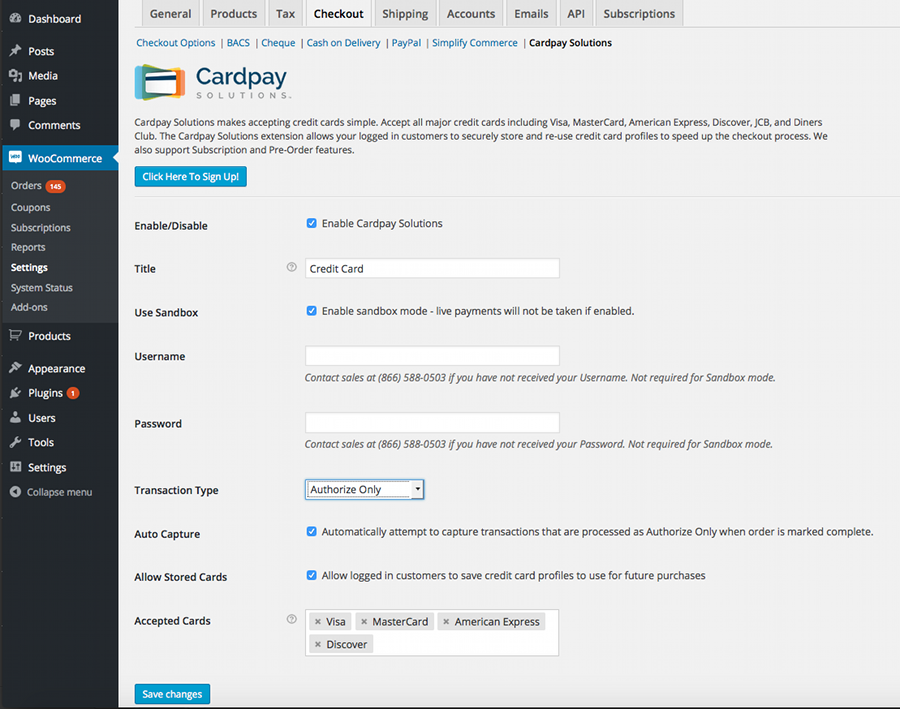 Dashboard
Posts
Media
Pages
Comments
WooCommerce
Orders 145
Coupons
Subscriptions
Reports
Settings
System Status
Add-ons
Products
Appearance
Plugins 1
Users
Tools
Settings
Collapse menu
General Products Tax Checkout Shipping Accounts Emails API Subscriptions
Checkout Options | BACS | Cheque | Cash on Delivery | PayPal | Simplify Commerce | Cardpay Solutions
Cardpay
SOLUTIONS
Cardpay Solutions makes accepting credit cards simple. Accept all major credit cards including Visa, MasterCard, American Express, Discover, JCB, and Diners
Club. The Cardpay Solutions extension allows your logged in customers to securely store and re-use credit card profiles to speed up the checkout process. We
also support Subscription and Pre-Order features.
Click Here To Sign Up!
Enable/Disable Enable Cardpay Solutions
Title ? Credit Card
Use Sandbox Enable sandbox mode - live payments will not be taken if enabled.
Username
Contact sales at (866) 588-0503 if you have not received your Username. Not required for Sandbox mode.
Password
Contact sales at (866) 588-0503 if you have not received your Password. Not required for Sandbox mode.
Transaction Type Authorize Only
Auto Capture Automatically attempt to capture transactions that are processed as Authorize Only when order is marked complete.
Allow Stored Cards Allow logged in customers to save credit card profiles to use for future purchases
Accepted Cards ? × Visa × MasterCard × American Express
× Discover
Save changes